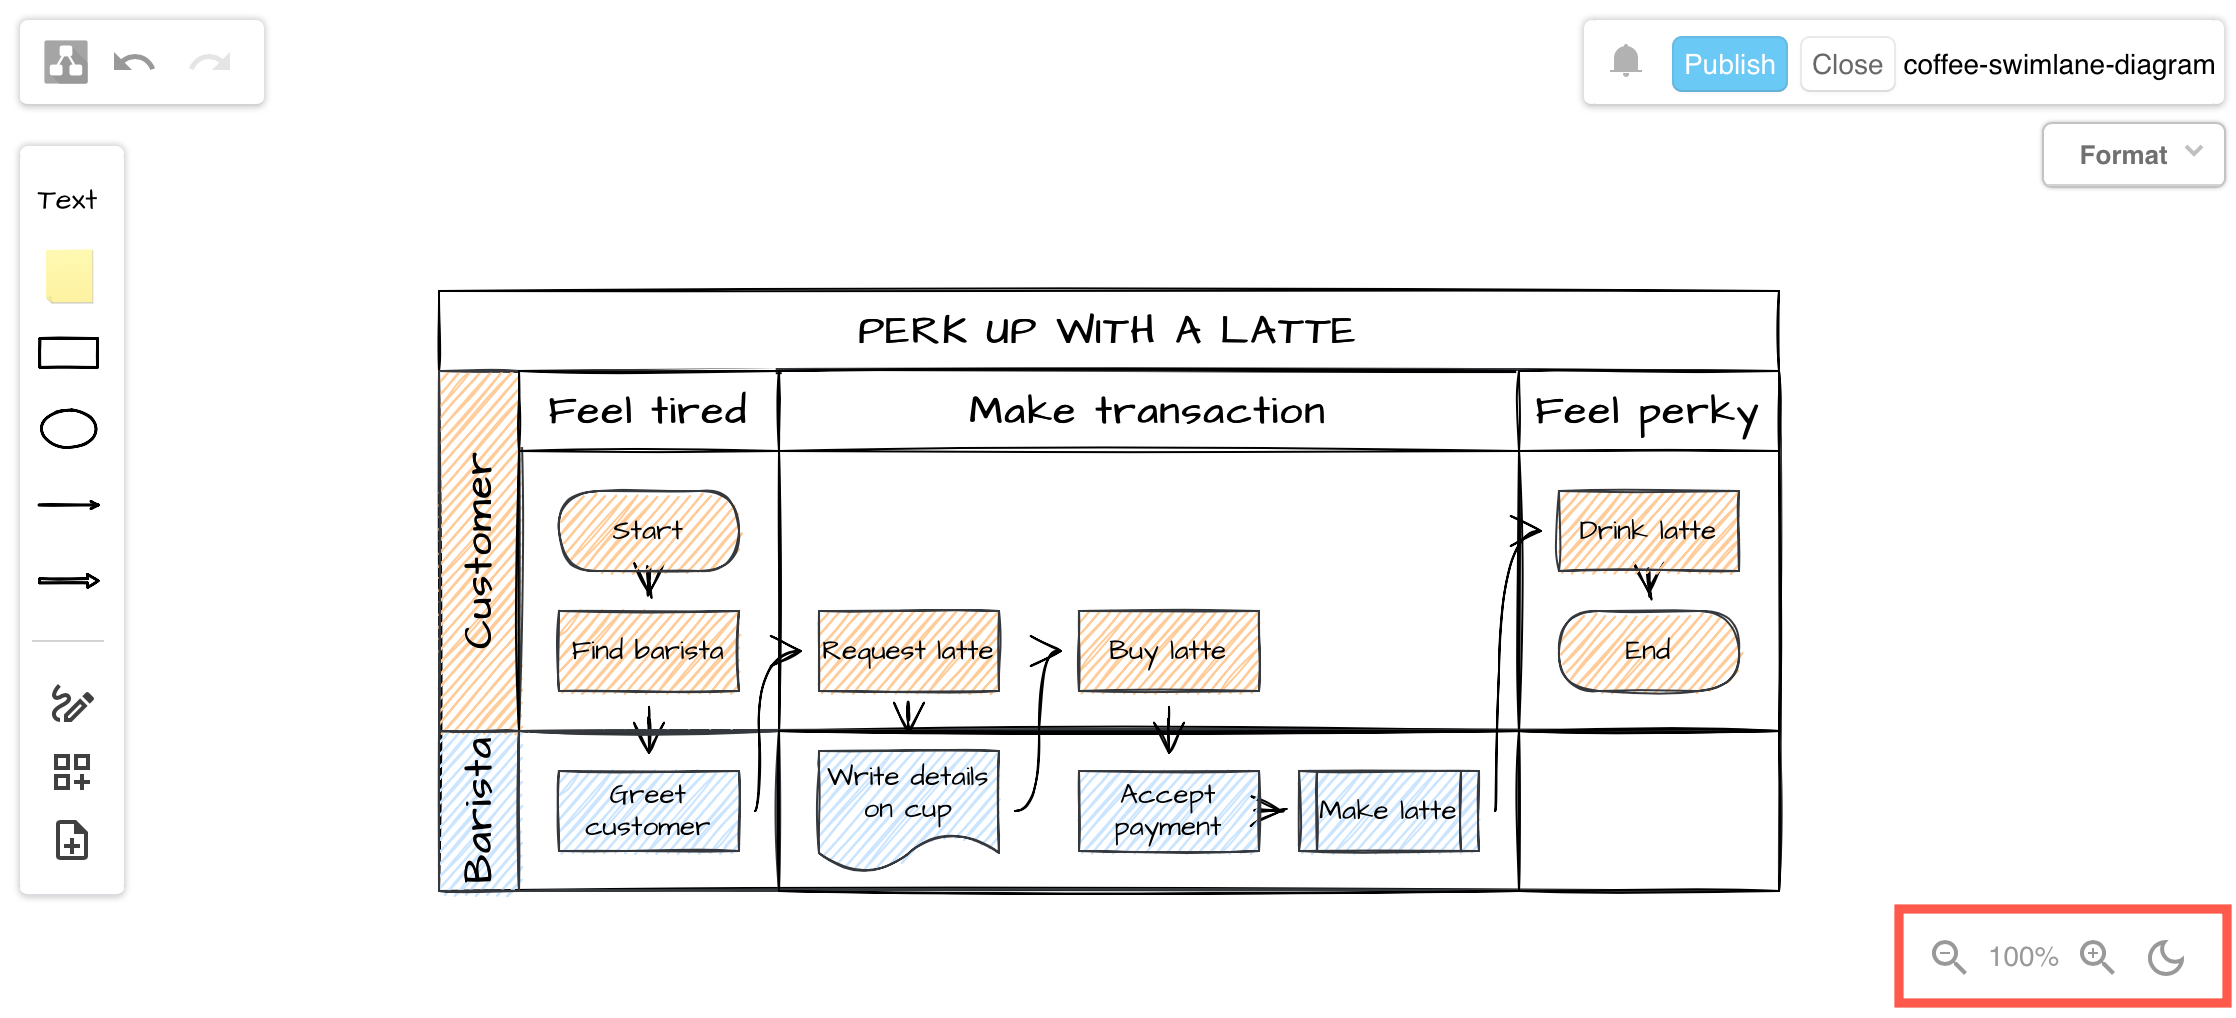 Publish
Close
coffee-swimlane-diagram
Format
Text
PERK UP WITH A LATTE
Feel tired
Make transaction
Feel perky
Customer
Start
Drink latte
Find barista
Request latte
Buy latte
End
Barista
Greet
customer
Write details
on cup
Accept
payment
Make latte
100%